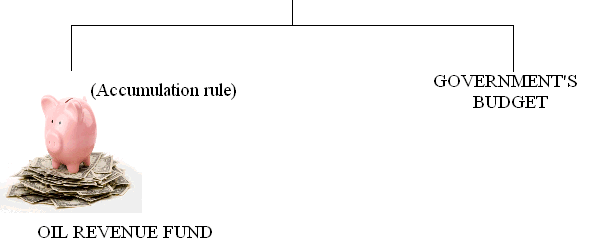 (Accumulation rule)
GOVERNMENT'S
BUDGET
OIL REVENUE FUND